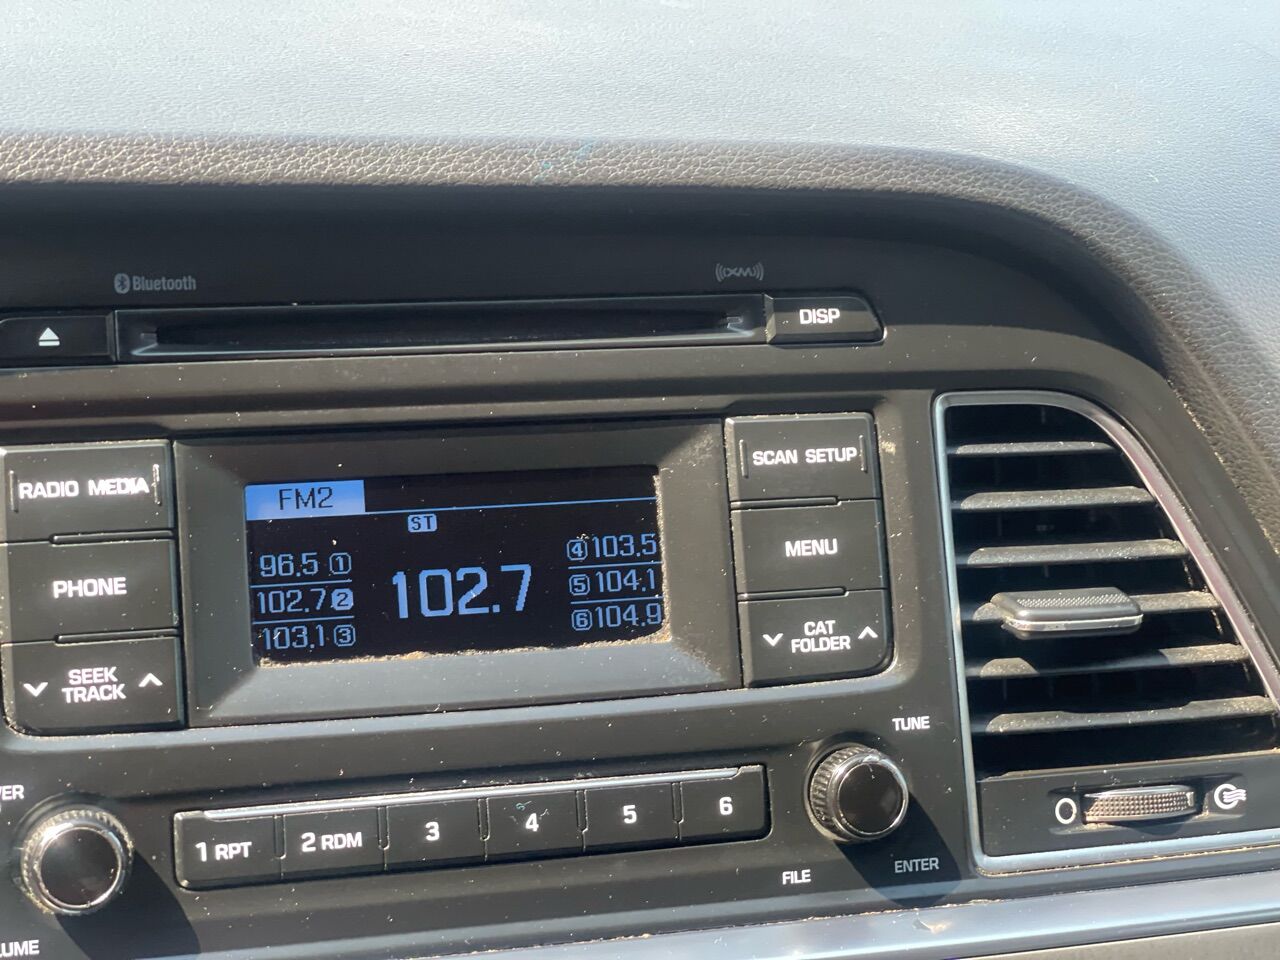 Bluetooth
((XM))
DISP
RADIO MEDIA
SCAN SETUP
FM2
ST
96.5 1
102.7 2
103.1 3
102.7
4 103.5
5 104.1
6 104.9
PHONE
MENU
SEEK
TRACK
CAT
FOLDER
TUNE
VER
1 RPT
2 RDM
3
4
5
6
FILE
ENTER
LUME